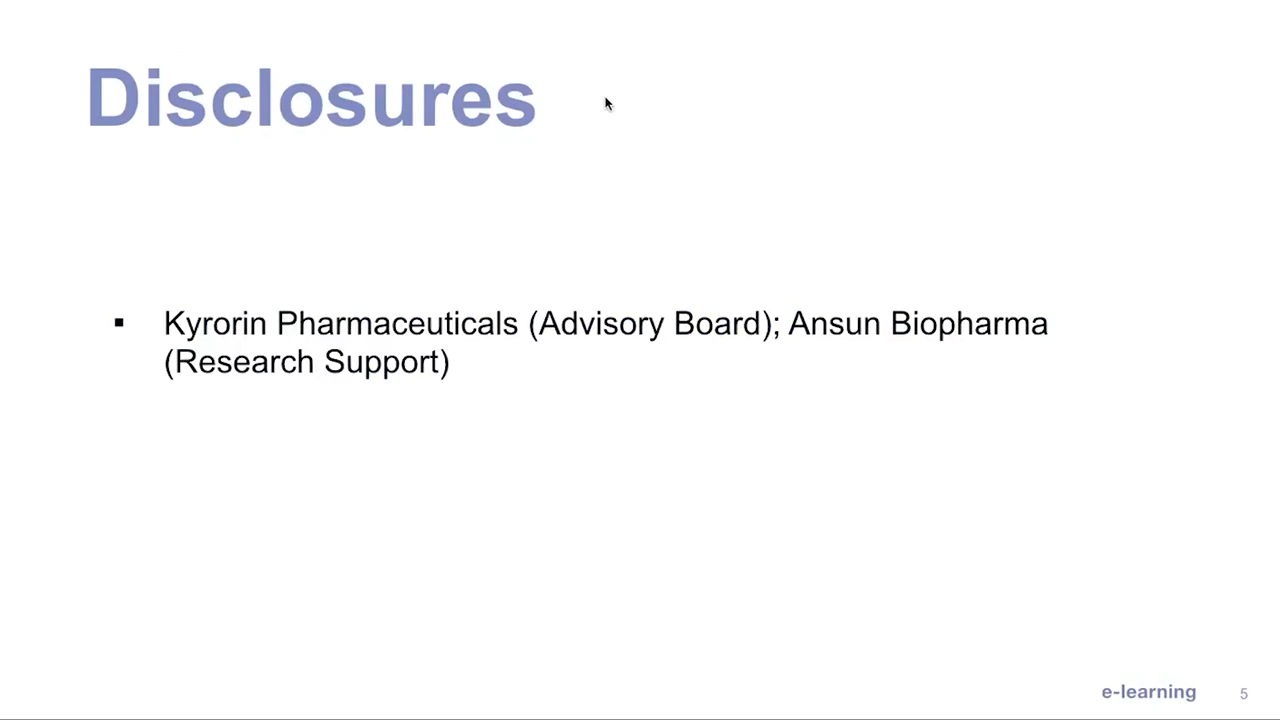 Disclosures
▪ Kyrorin Pharmaceuticals (Advisory Board); Ansun Biopharma
(Research Support)
e-learning 5